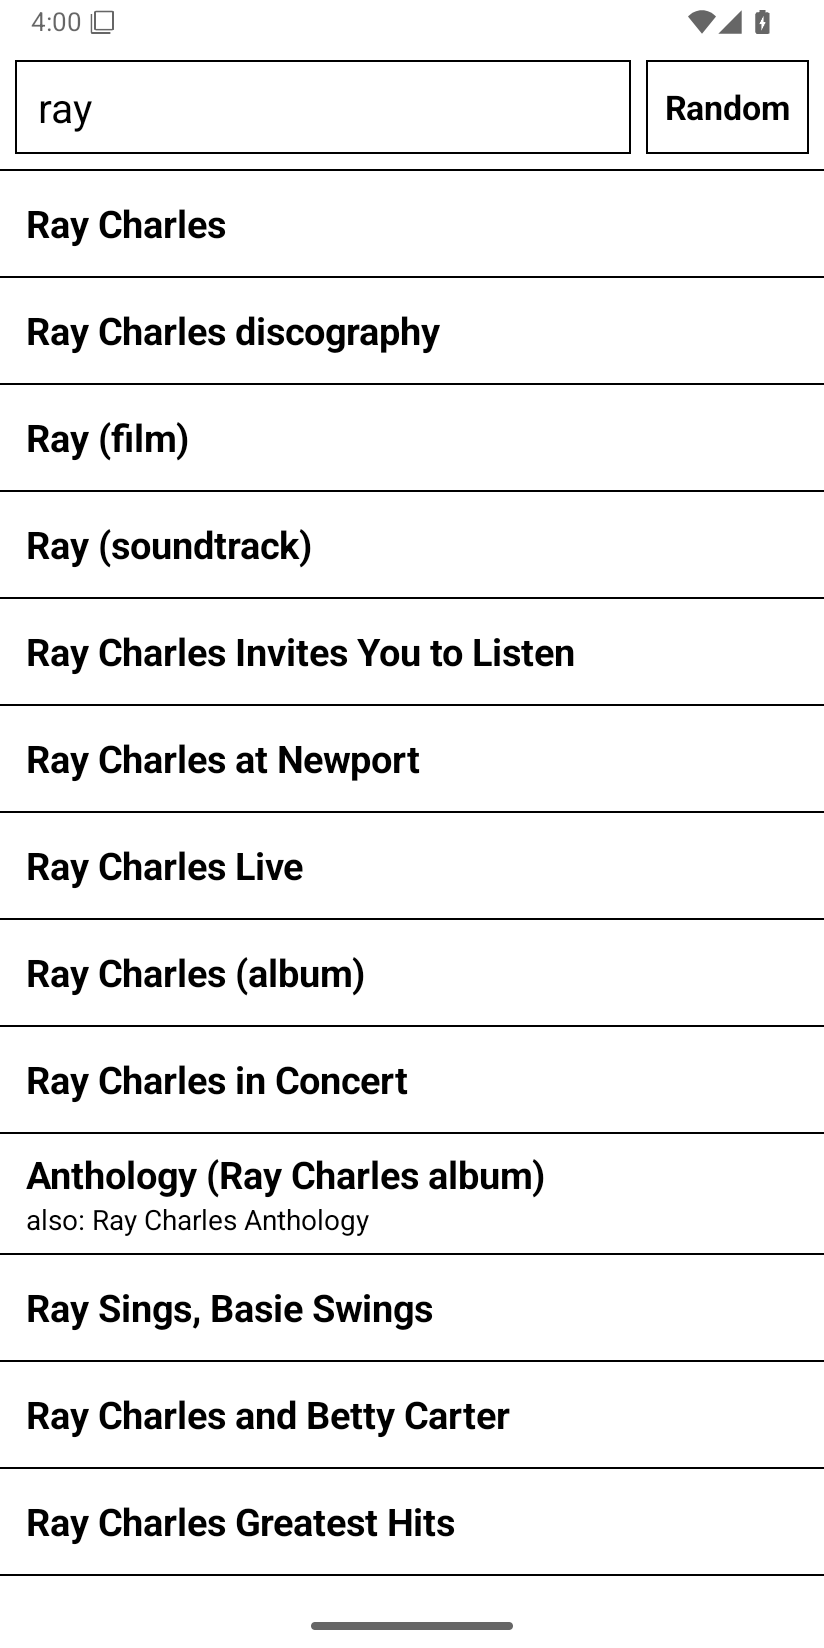 4:00
ray
Random
Ray Charles
Ray Charles discography
Ray (film)
Ray (soundtrack)
Ray Charles Invites You to Listen
Ray Charles at Newport
Ray Charles Live
Ray Charles (album)
Ray Charles in Concert
Anthology (Ray Charles album)
also: Ray Charles Anthology
Ray Sings, Basie Swings
Ray Charles and Betty Carter
Ray Charles Greatest Hits